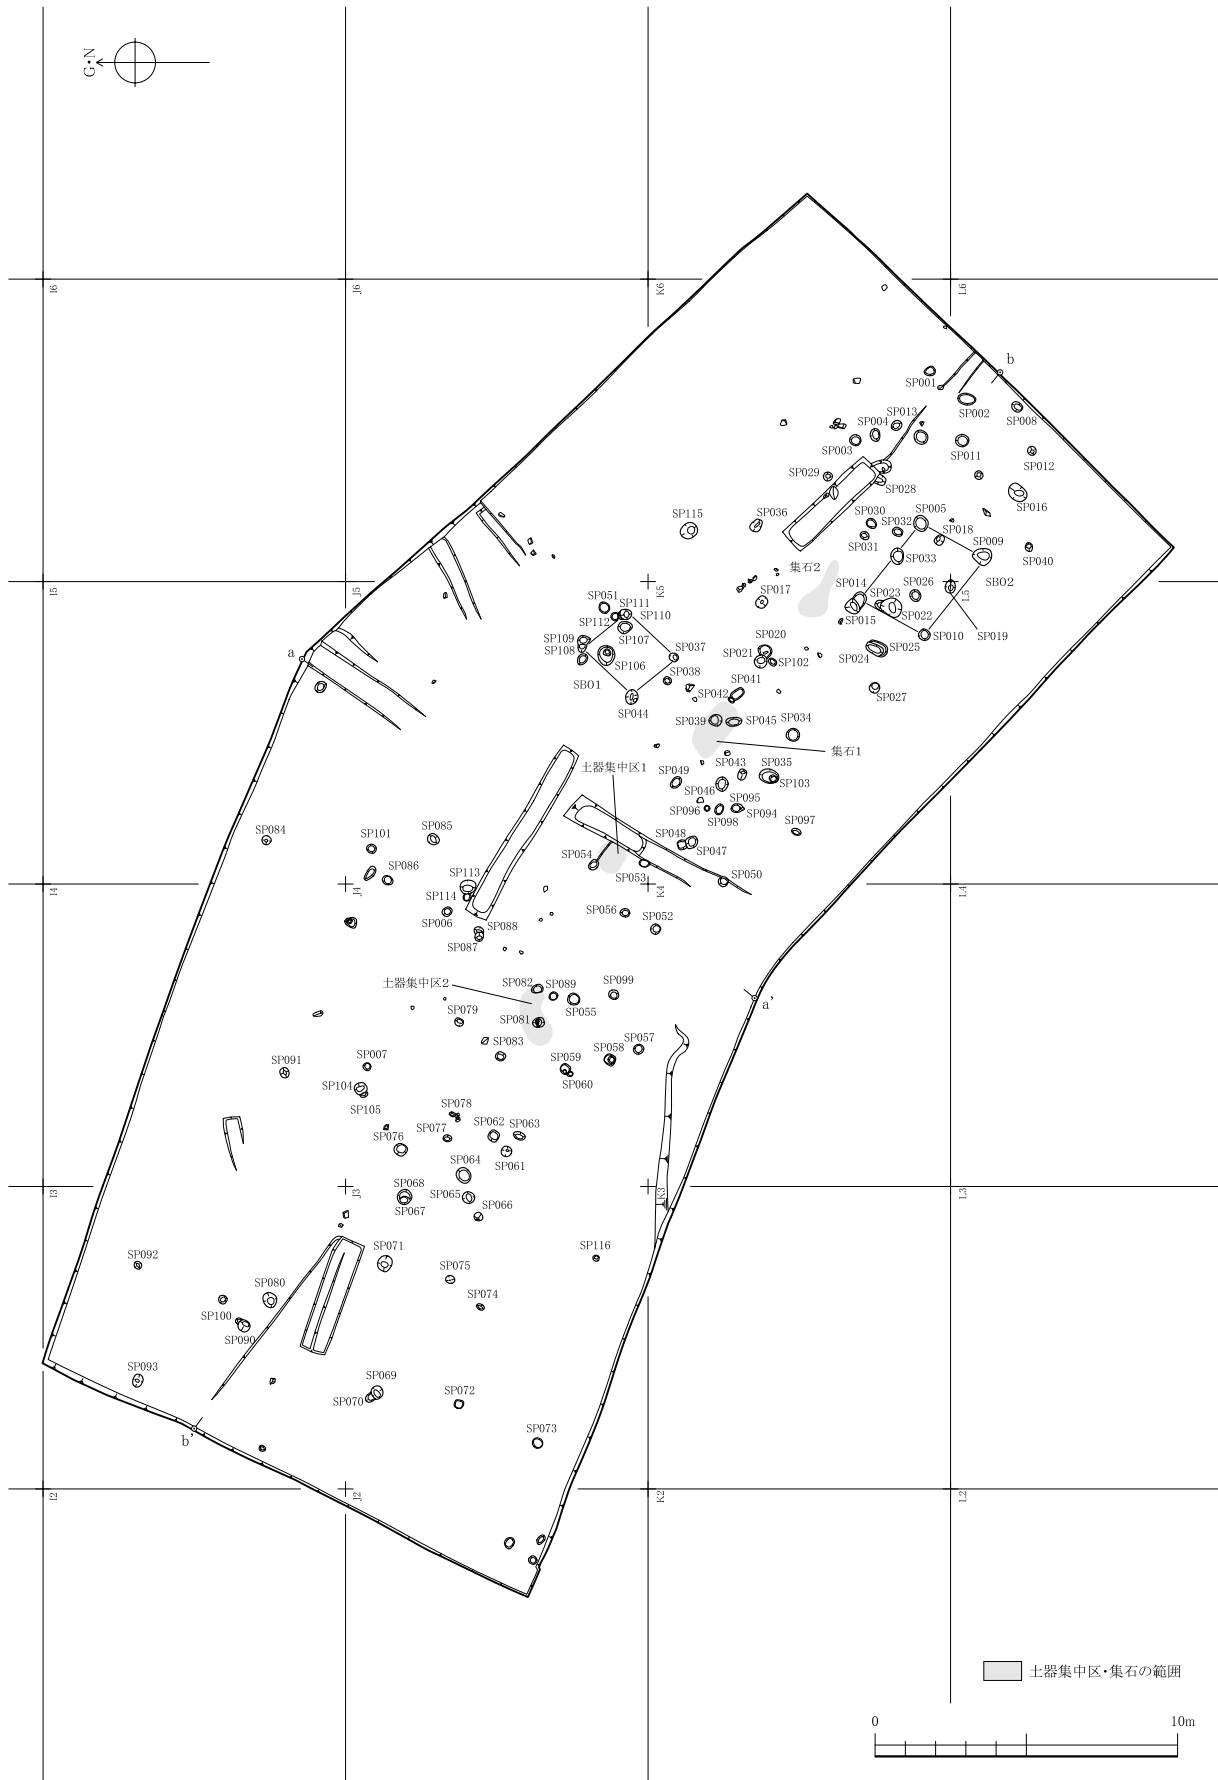 G・N
I6
J6
K6
L6
b
SP001
SP002
SP008
SP013
SP004
SP003
SP011
SP012
SP029
SP028
SP016
SP115
SP036
SP030
SP005
SP032
SP018
SP031
SP009
SP033
SP040
集石2
SB02
I5
J5
K5
L5
SP014
SP026
SP017
SP023
SP022
SP015
SP051
SP111
SP110
SP112
SP107
SP010
SP019
SP109
SP108
SP037
SP020
SP021
SP102
SP024
SP025
SP106
SP038
SB01
SP041
SP042
SP044
SP027
a
SP039
SP045
SP034
集石1
土器集中区1
SP049
SP043
SP035
SP046
SP103
SP095
SP096
SP094
SP098
SP097
SP084
SP101
SP085
SP048
SP047
SP086
SP054
SP053
SP113
SP050
I4
J4
K4
L4
SP114
SP006
SP088
SP056
SP052
SP087
土器集中区2
SP082
SP089
SP099
SP079
SP055
SP081
a'
SP083
SP057
SP091
SP007
SP059
SP058
SP104
SP060
SP105
SP078
SP076
SP077
SP062
SP063
SP064
SP061
I3
J3
K3
L3
SP068
SP065
SP067
SP066
SP092
SP071
SP116
SP075
SP080
SP074
SP100
SP090
SP093
SP069
SP070
SP072
SP073
b'
I2
J2
K2
L2
土器集中区・集石の範囲
0 10m